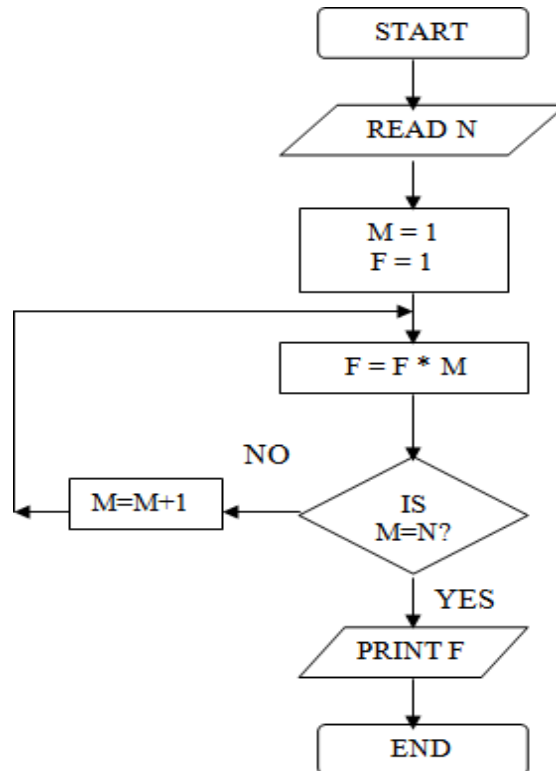 START
READ N
M = 1
F = 1
F = F * M
NO
M=M+1
IS
M=N?
YES
PRINT F
END